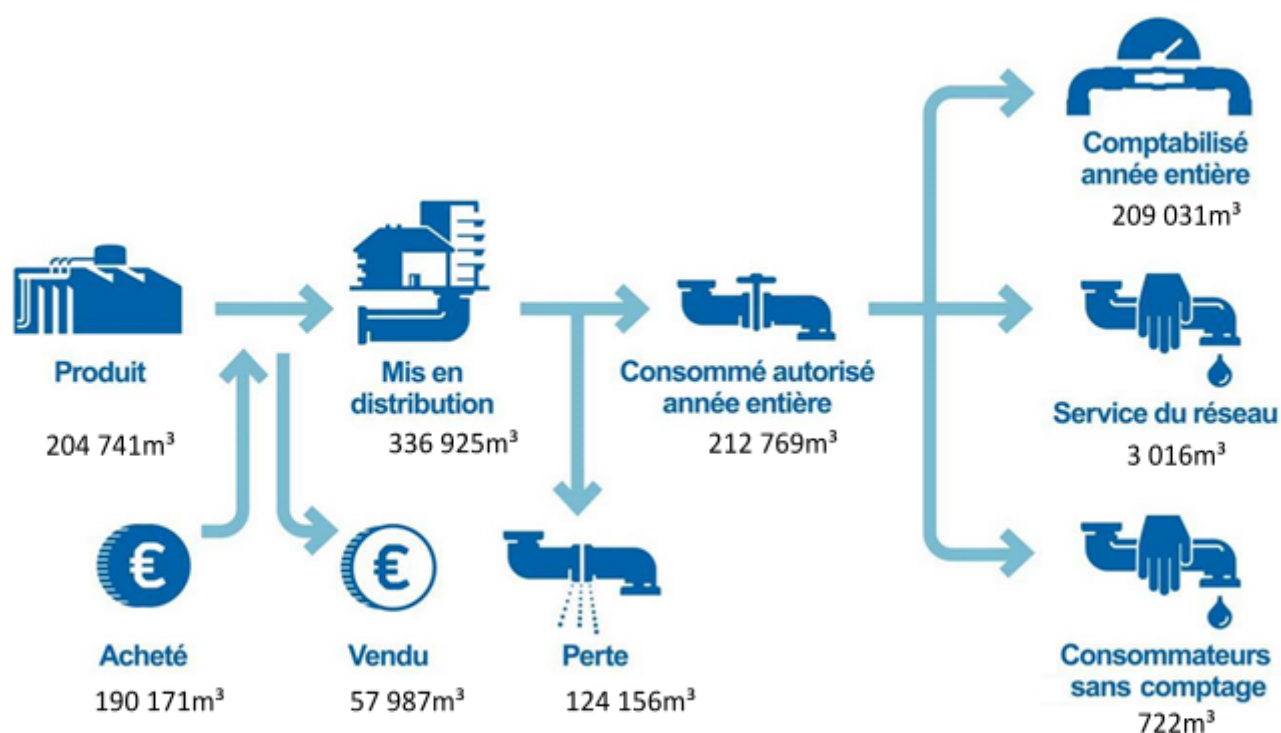 Comptabilisé
année entière
209 031m³
Produit
204 741m³
Mis en
distribution
336 925m³
Consommé autorisé
année entière
212 769m³
Service du réseau
3 016m³
€
Acheté
190 171m³
€
Vendu
57 987m³
Perte
124 156m³
Consommateurs
sans comptage
722m³